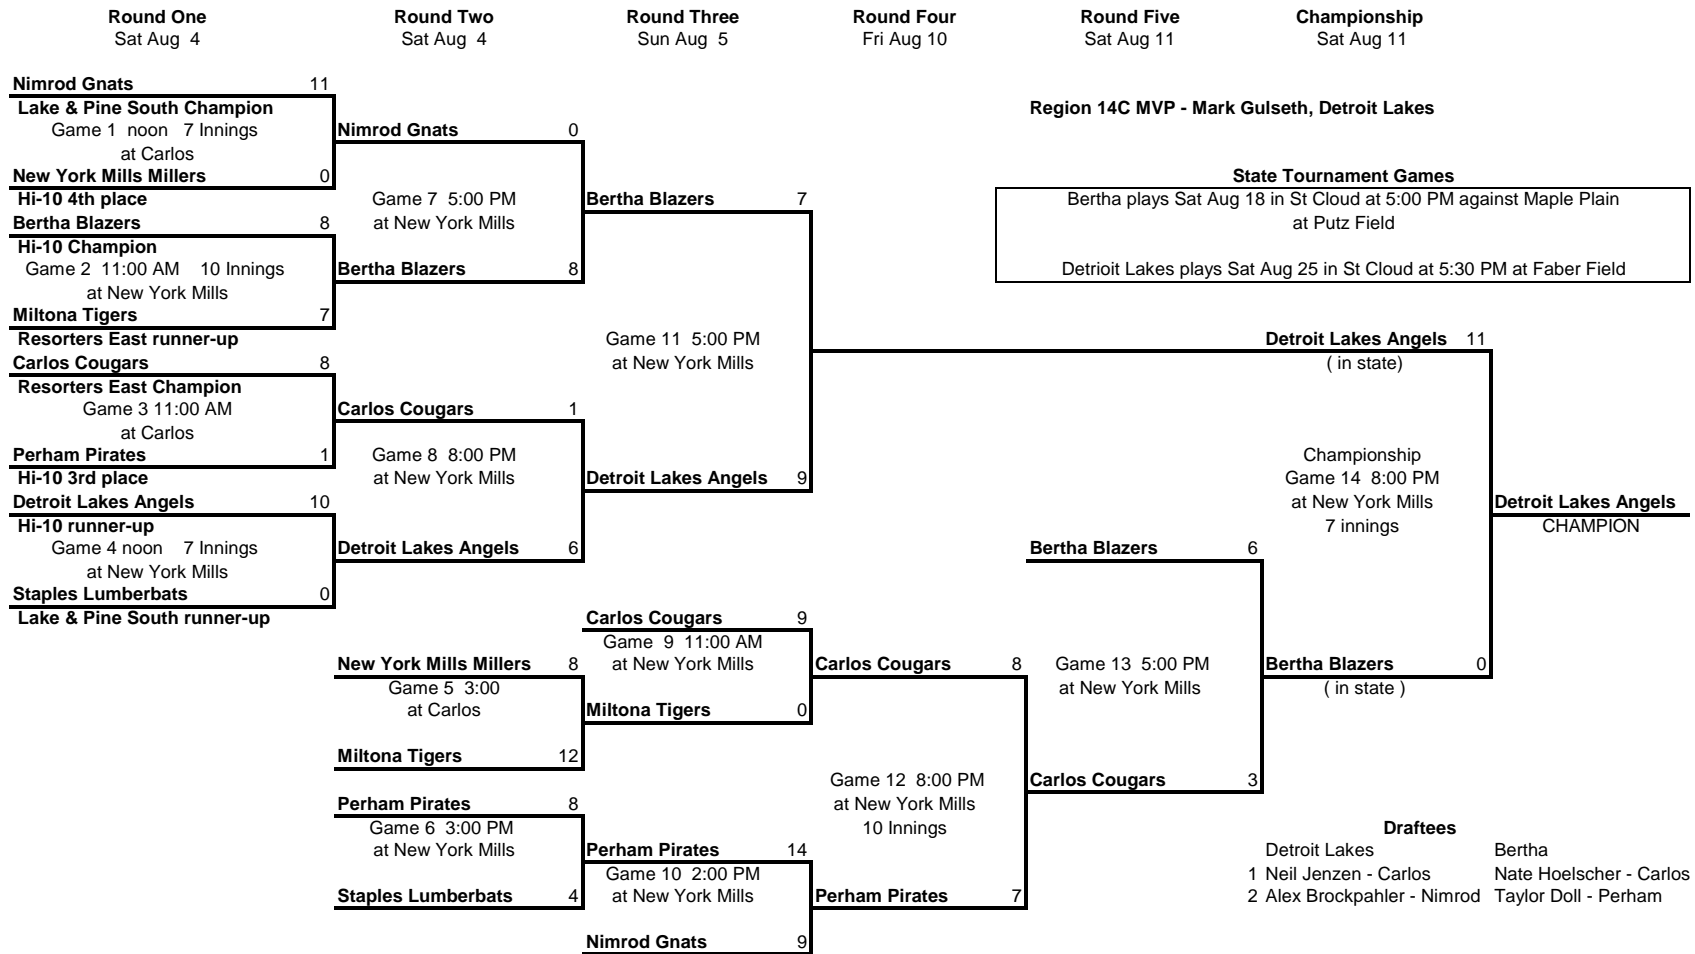 Round One
Sat Aug 4
Round Two
Sat Aug 4
Round Three
Sun Aug 5
Round Four
Fri Aug 10
Round Five
Sat Aug 11
Championship
Sat Aug 11
Nimrod Gnats 11
Lake & Pine South Champion
Game 1 noon 7 Innings
at Carlos
New York Mills Millers 0
Hi-10 4th place
Bertha Blazers 8
Hi-10 Champion
Game 2 11:00 AM 10 Innings
at New York Mills
Miltona Tigers 7
Resorters East runner-up
Carlos Cougars 8
Resorters East Champion
Game 3 11:00 AM
at Carlos
Perham Pirates 1
Hi-10 3rd place
Detroit Lakes Angels 10
Hi-10 runner-up
Game 4 noon 7 Innings
at New York Mills
Staples Lumberbats 0
Lake & Pine South runner-up
Nimrod Gnats 0
Game 7 5:00 PM
at New York Mills
Bertha Blazers 8
Carlos Cougars 1
Game 8 8:00 PM
at New York Mills
Detroit Lakes Angels 6
New York Mills Millers 8
Game 5 3:00
at Carlos
Miltona Tigers 12
Perham Pirates 8
Game 6 3:00 PM
at New York Mills
Staples Lumberbats 4
Bertha Blazers 7
Game 11 5:00 PM
at New York Mills
Detroit Lakes Angels 9
Carlos Cougars 9
Game 9 11:00 AM
at New York Mills
Miltona Tigers 0
Perham Pirates 14
Game 10 2:00 PM
at New York Mills
Nimrod Gnats 9
Carlos Cougars 8
Game 12 8:00 PM
at New York Mills
10 Innings
Perham Pirates 7
Region 14C MVP - Mark Gulseth, Detroit Lakes
State Tournament Games
Bertha plays Sat Aug 18 in St Cloud at 5:00 PM against Maple Plain
at Putz Field
Detrioit Lakes plays Sat Aug 25 in St Cloud at 5:30 PM at Faber Field
Bertha Blazers 6
Game 13 5:00 PM
at New York Mills
Carlos Cougars 3
Detroit Lakes Angels 11
( in state)
Championship
Game 14 8:00 PM
at New York Mills
7 innings
Bertha Blazers 0
( in state )
Detroit Lakes Angels
CHAMPION
Draftees
Detroit Lakes Bertha
1 Neil Jenzen - Carlos Nate Hoelscher - Carlos
2 Alex Brockpahler - Nimrod Taylor Doll - Perham